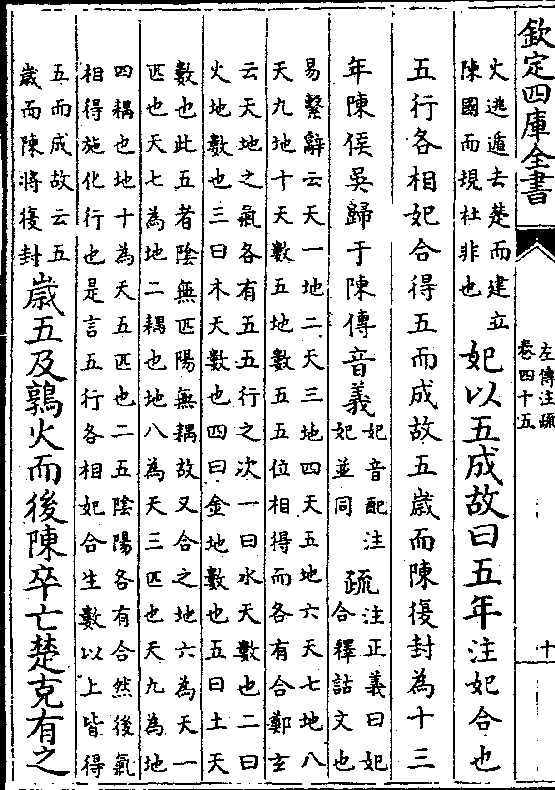 欽定四庫全書
左傳注疏
卷四十五
十
火逃遁去楚而建立
陳國而現杜非也
妃以五成故曰五年注妃合也
五行各相妃合得五而成故五歲而陳復封為十三
年陳侯吳歸于陳傳音義
妃音配注
妃並同
疏
注正義曰妃
合釋詁文也
易繫辭云天一地二天三地四天五地六天七地八
天九地十天數五地數五五位相得而各有合鄭玄
云天地之氣各有五五行之次一曰水天數也二曰
火地數也三曰木天數也四曰金地數也五曰土天
數也此五者陰無匹陽無耦故又合之地六為天一
匹也天七為地二耦也地八為天三匹也天九為地
四耦也地十為天五匹也二五陰陽各有合然後氣
相得施化行也是言五行各相妃合生數以上皆得
五而成故云五
歲而陳將復封
歲五及鶉火而後陳卒亡楚克有之